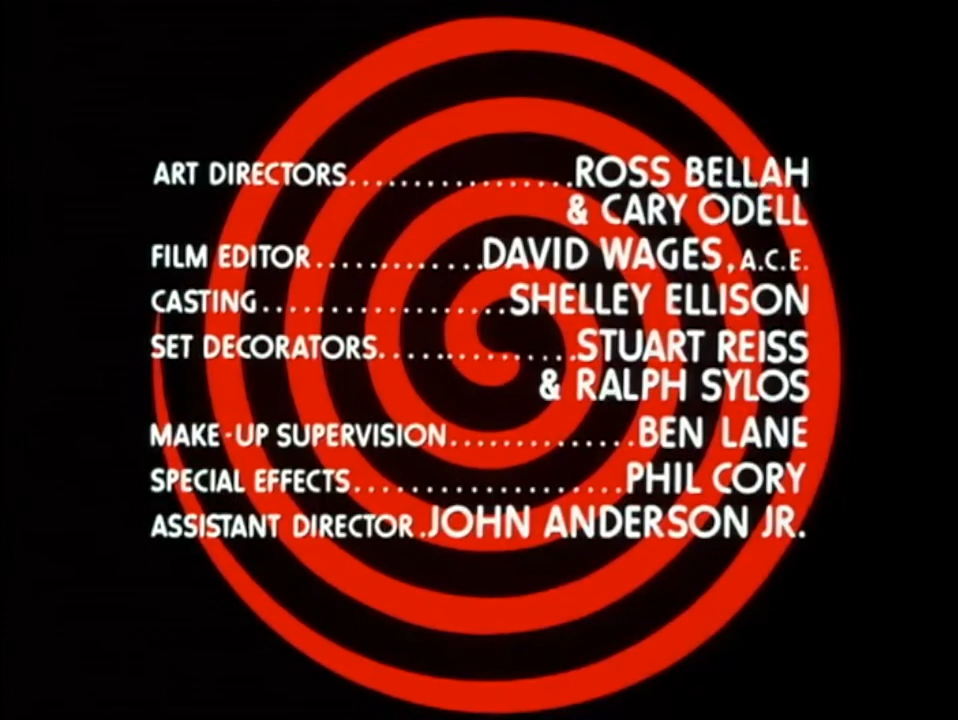 ART DIRECTORS..................ROSS BELLAH
& CARY ODELL
FILM EDITOR..............DAVID WAGES, A.C.E.
CASTING....................SHELLEY ELLISON
SET DECORATORS................STUART REISS
& RALPH SYLOS
MAKE-UP SUPERVISION...............BEN LANE
SPECIAL EFFECTS......................PHIL CORY
ASSISTANT DIRECTOR.JOHN ANDERSON JR.